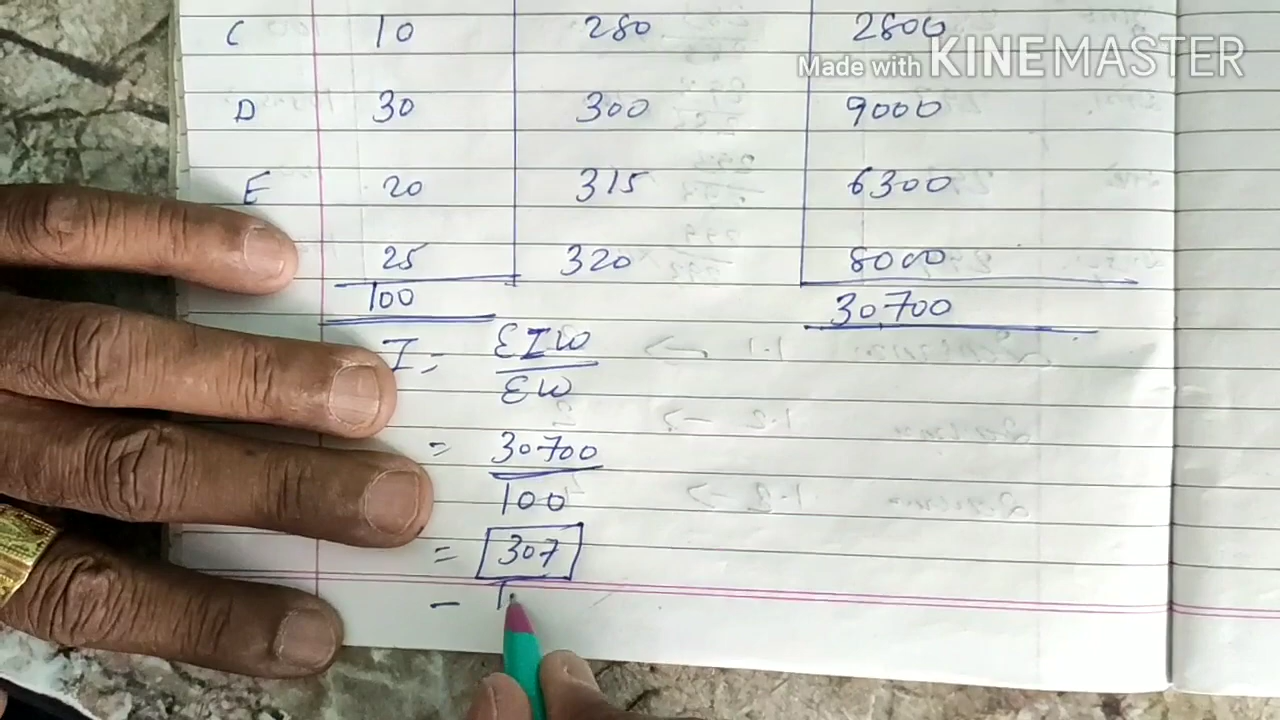 C 10 280 2800
Made with KINEMASTER
D 30 300 9000
E 20 315 6300
25 320 8000
100 30700
I = ΣIW
ΣW
= 30700
100
= 307
- 1